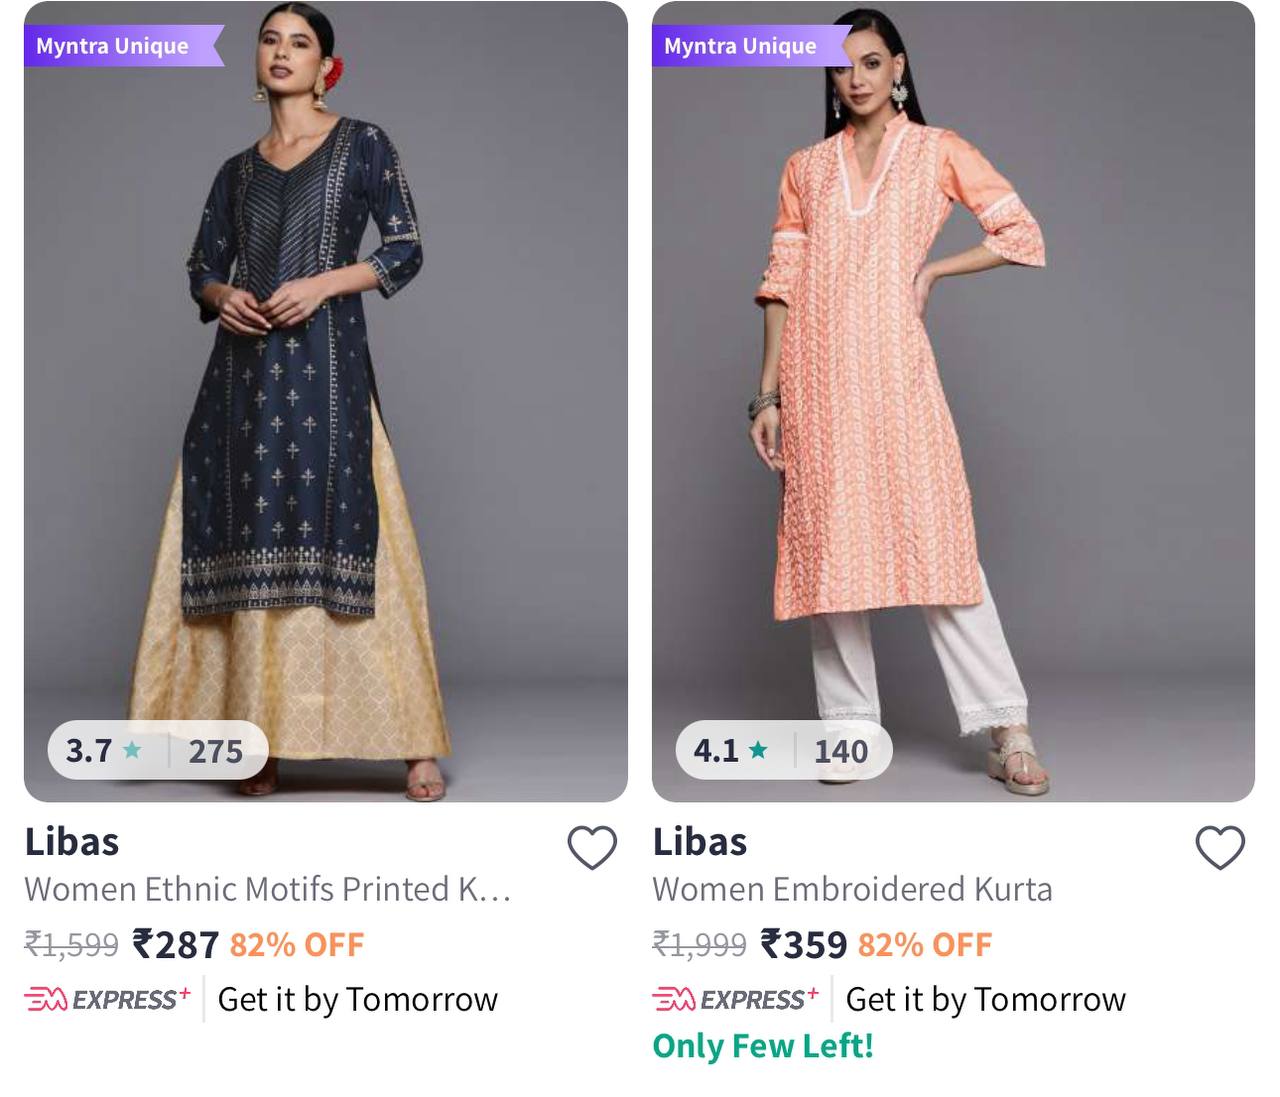 Myntra Unique
3.7 ★ | 275
Libas
Women Ethnic Motifs Printed K...
₹1,599 ₹287 82% OFF
EXPRESS+ | Get it by Tomorrow
Myntra Unique
4.1 ★ | 140
Libas
Women Embroidered Kurta
₹1,999 ₹359 82% OFF
EXPRESS+ | Get it by Tomorrow
Only Few Left!